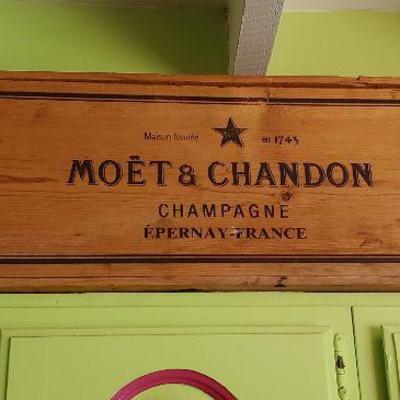 Maison fondée en 1743
MOËT & CHANDON
CHAMPAGNE
ÉPERNAY-FRANCE